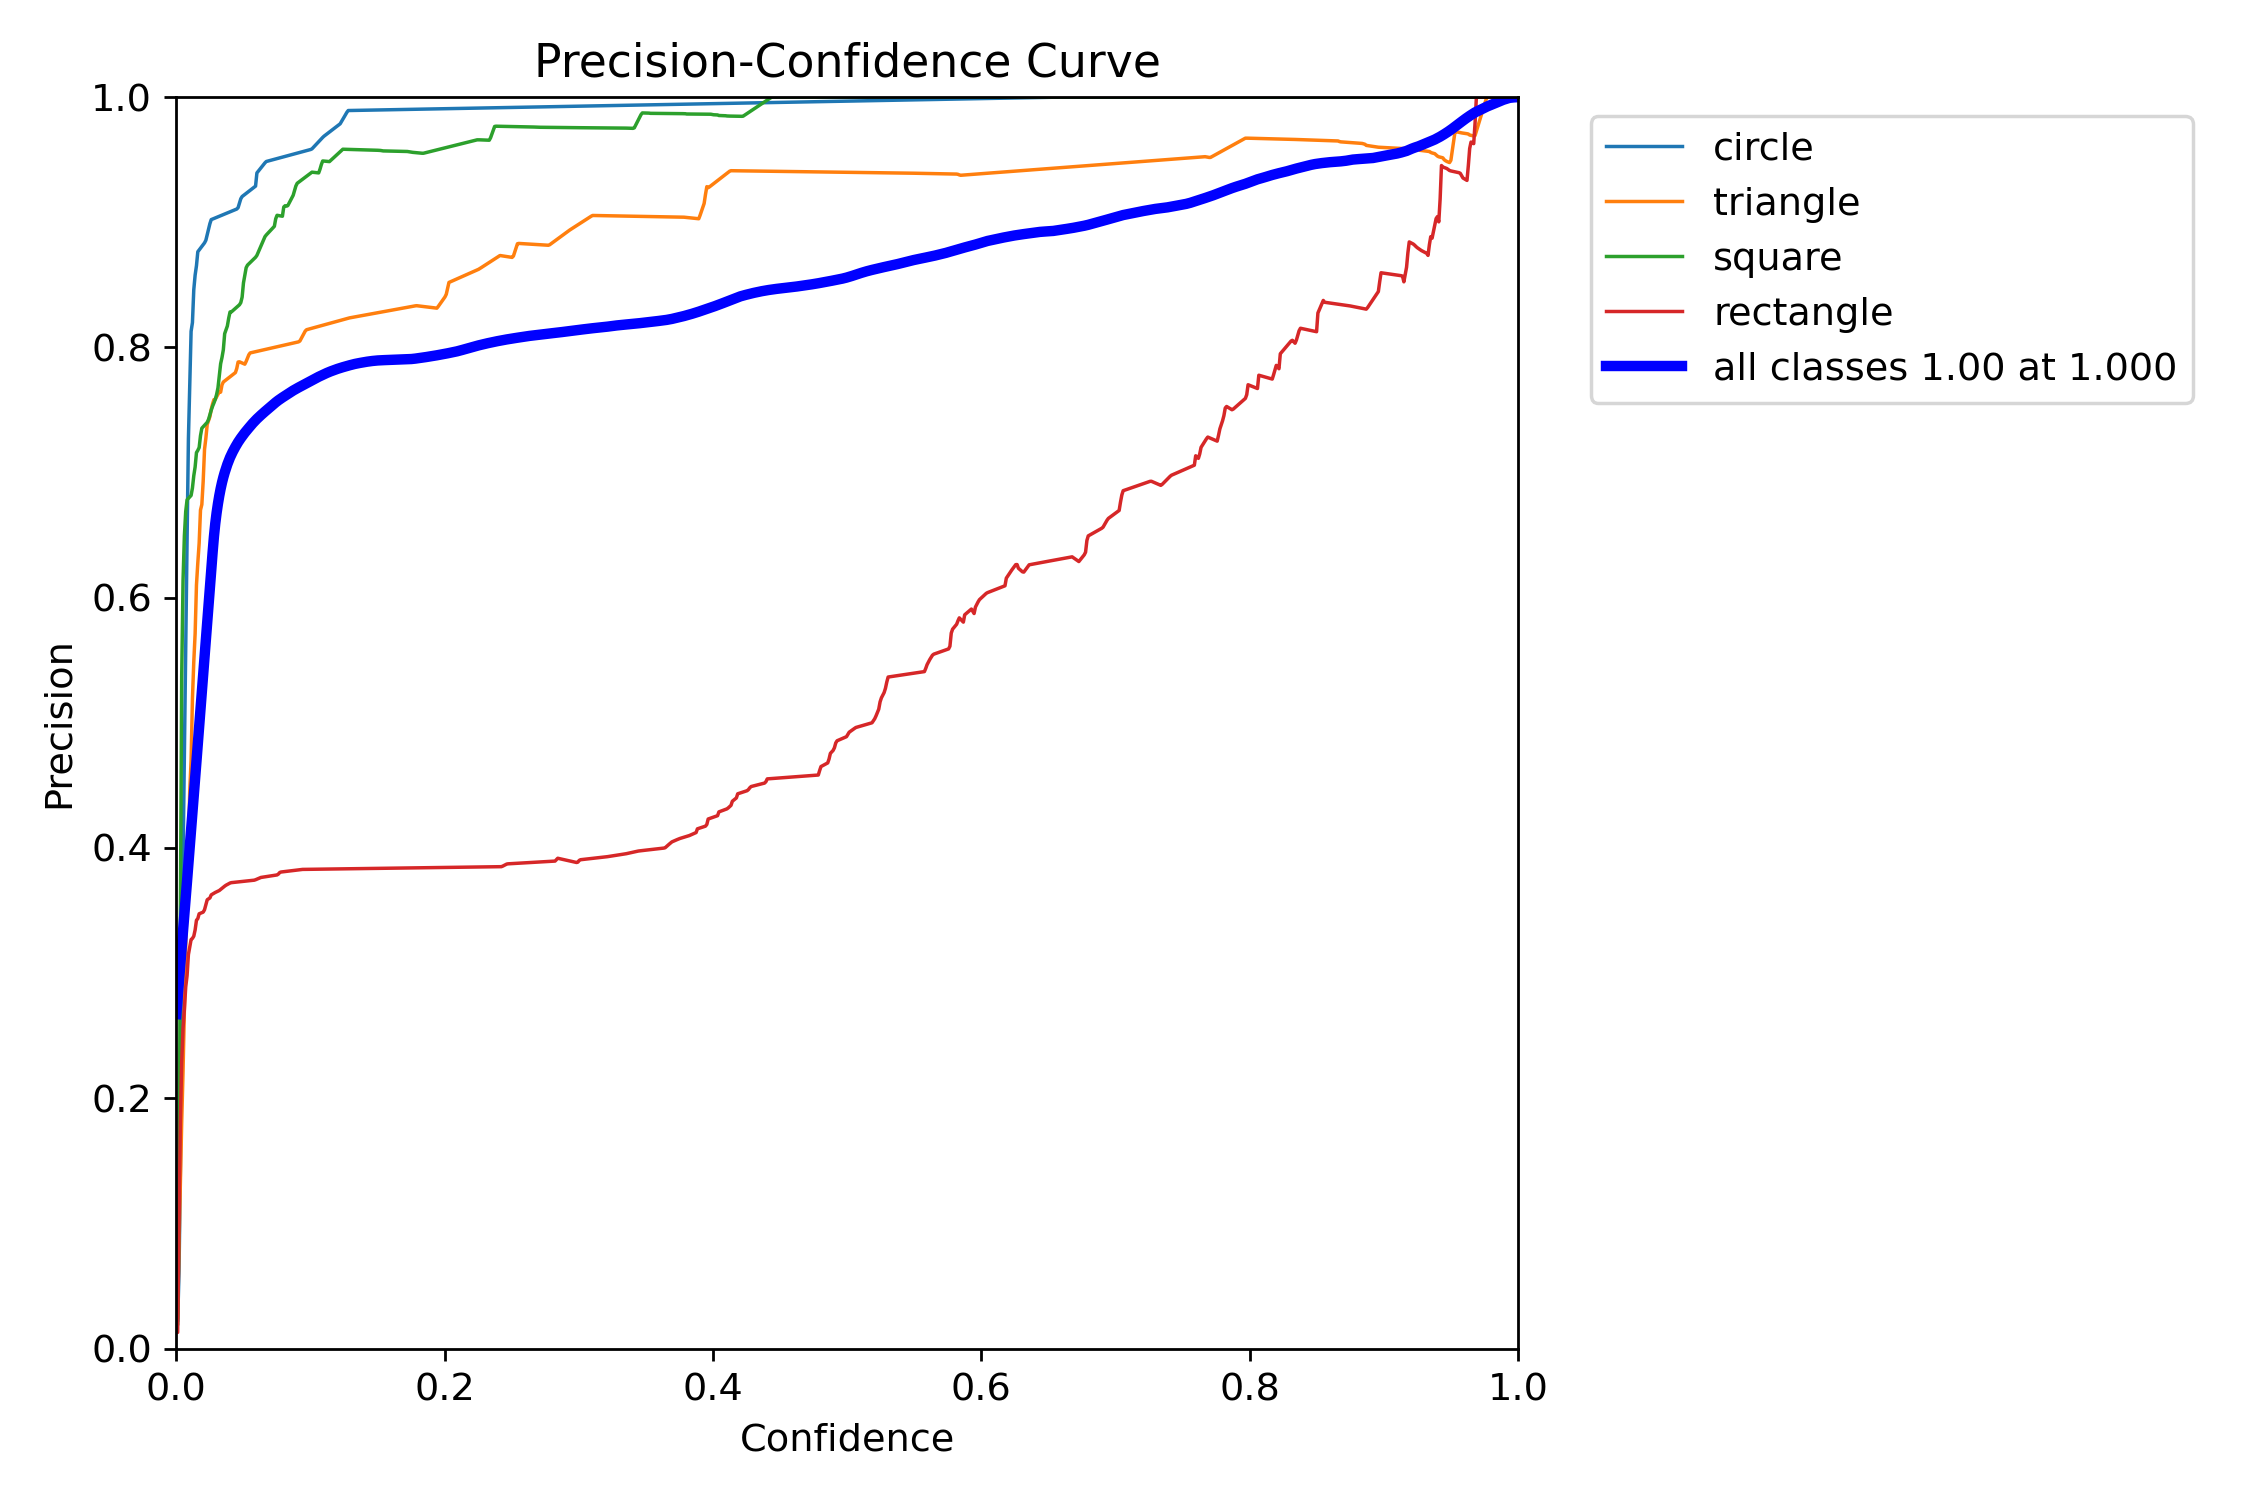 Precision-Confidence Curve
1.0
0.8
0.6
0.4
0.2
0.0
Precision
0.0 0.2 0.4 0.6 0.8 1.0
Confidence
circle
triangle
square
rectangle
all classes 1.00 at 1.000